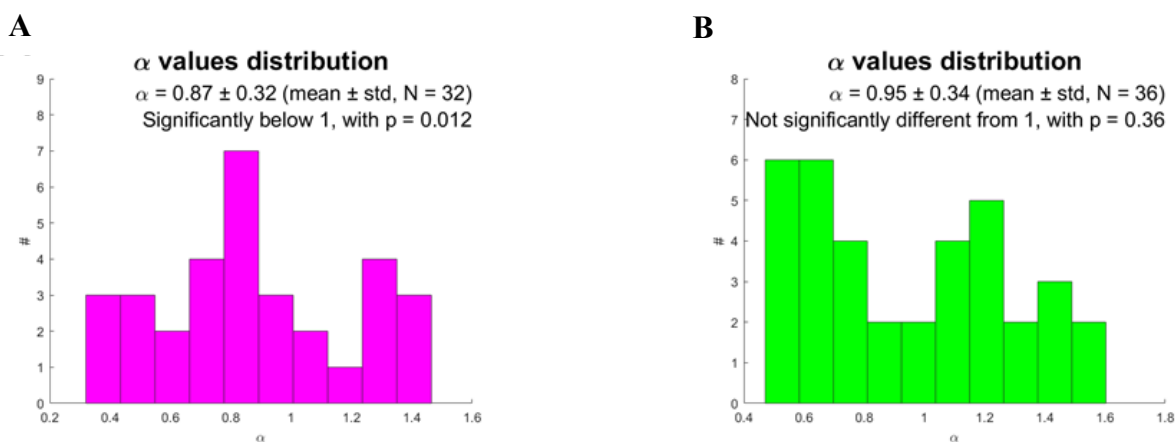 A
α values distribution
α = 0.87 ± 0.32 (mean ± std, N = 32)
Significantly below 1, with p = 0.012
9
8
7
6
5
4
3
2
1
0
#
0.2 0.4 0.6 0.8 1 1.2 1.4 1.6
α
B
α values distribution
α = 0.95 ± 0.34 (mean ± std, N = 36)
Not significantly different from 1, with p = 0.36
8
7
6
5
4
3
2
1
0
#
0.4 0.6 0.8 1 1.2 1.4 1.6 1.8
α